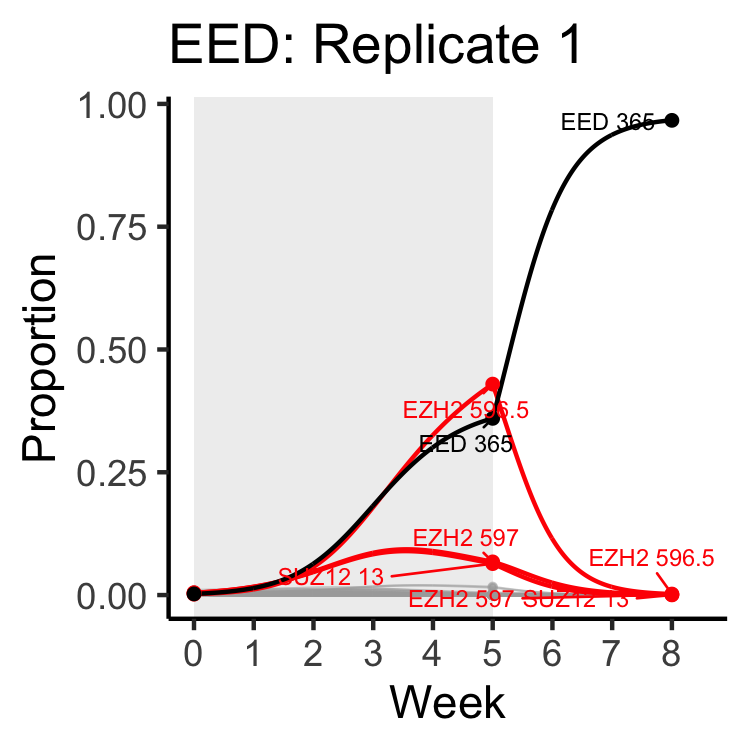 EED: Replicate 1
1.00
EED 365
0.75
Proportion
0.50
EZH2 596.5
EED 365
0.25
EZH2 597
EZH2 596.5
SUZ12 13
0.00
EZH2 597
SUZ12 13
0 1 2 3 4 5 6 7 8
Week